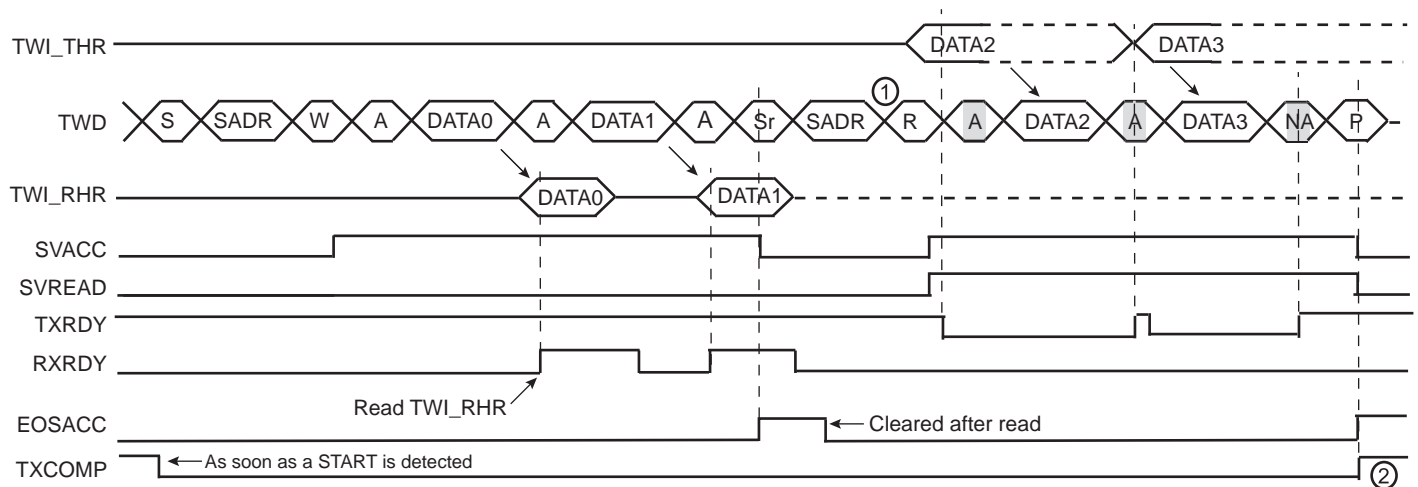 TWI_THR DATA2 DATA3
①
TWD S SADR W A DATA0 A DATA1 A Sr SADR R A DATA2 A DATA3 NA P
TWI_RHR DATA0 DATA1
SVACC
SVREAD
TXRDY
RXRDY
Read TWI_RHR
EOSACC Cleared after read
TXCOMP As soon as a START is detected ②